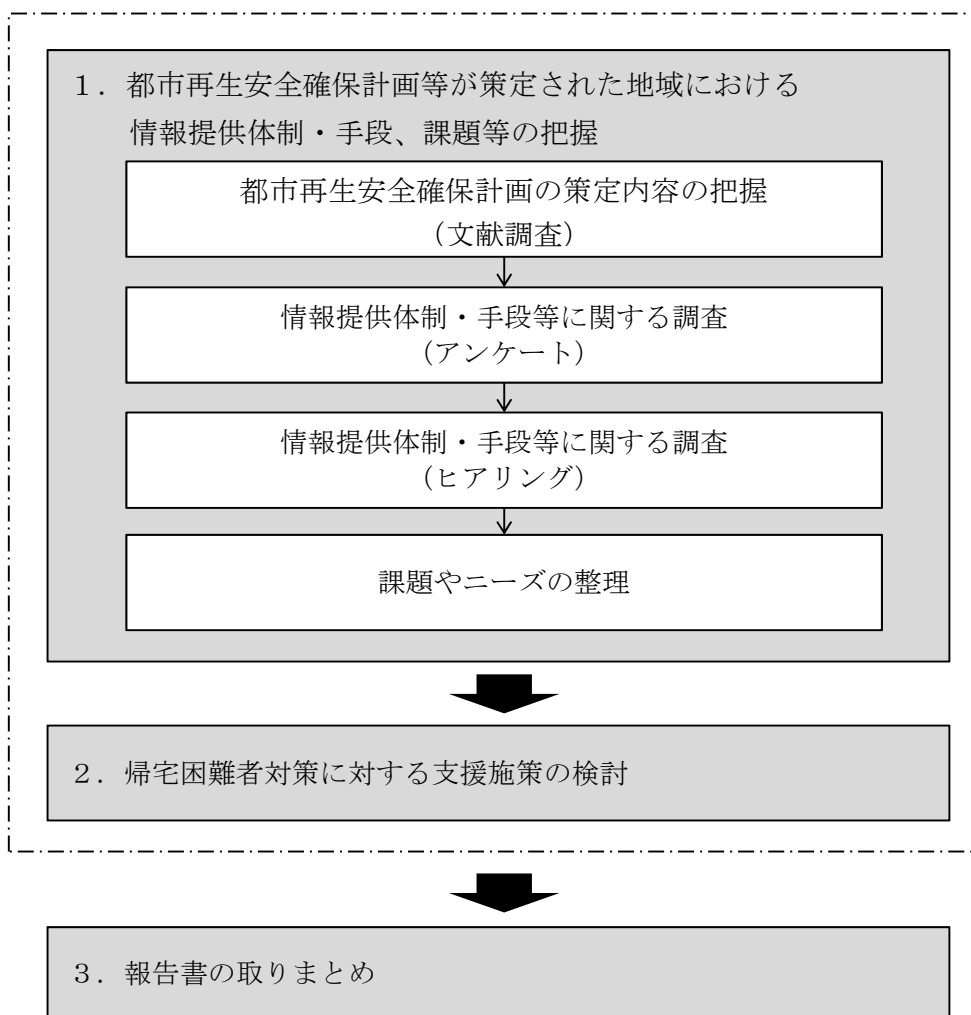 １．都市再生安全確保計画等が策定された地域における
情報提供体制・手段、課題等の把握
都市再生安全確保計画の策定内容の把握
（文献調査）
情報提供体制・手段等に関する調査
（アンケート）
情報提供体制・手段等に関する調査
（ヒアリング）
課題やニーズの整理
２．帰宅困難者対策に対する支援施策の検討
３．報告書の取りまとめ